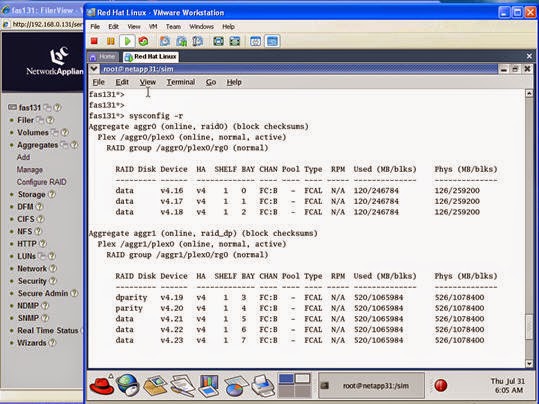 fas131: FilerView -
http://192.168.0.131/
Red Hat Linux - VMware Workstation
File Edit View VM Team Windows Help
Home
Red Hat Linux
root@netapp31:/sim
File Edit View Terminal Go Help
NetworkApplian
fas131
Filer
Volumes
Aggregates
Add
Manage
Configure RAID
Storage
DFM
CIFS
NFS
HTTP
LUNs
Network
Security
Secure Admin
NDMP
SNMP
Real Time Status
Wizards
fas131*>
fas131*>
fas131*> sysconfig -r
Aggregate aggr0 (online, raid0) (block checksums)
Plex /aggr0/plex0 (online, normal, active)
RAID group /aggr0/plex0/rg0 (normal)
RAID Disk Device HA SHELF BAY CHAN Pool Type RPM Used (MB/blks) Phys (MB/blks)
--------- ------ ------------- ---- ---- ---- ----- -------------- --------------
data v4.16 v4 1 0 FC:B - FCAL N/A 120/246784 126/259200
data v4.17 v4 1 1 FC:B - FCAL N/A 120/246784 126/259200
data v4.18 v4 1 2 FC:B - FCAL N/A 120/246784 126/259200
Aggregate aggr1 (online, raid_dp) (block checksums)
Plex /aggr1/plex0 (online, normal, active)
RAID group /aggr1/plex0/rg0 (normal)
RAID Disk Device HA SHELF BAY CHAN Pool Type RPM Used (MB/blks) Phys (MB/blks)
--------- ------ ------------- ---- ---- ---- ----- -------------- --------------
dparity v4.19 v4 1 3 FC:B - FCAL N/A 520/1065984 526/1078400
parity v4.20 v4 1 4 FC:B - FCAL N/A 520/1065984 526/1078400
data v4.21 v4 1 5 FC:B - FCAL N/A 520/1065984 526/1078400
data v4.22 v4 1 6 FC:B - FCAL N/A 520/1065984 526/1078400
data v4.23 v4 1 7 FC:B - FCAL N/A 520/1065984 526/1078400
root@netapp31:/sim
Thu Jul 31
6:05 AM